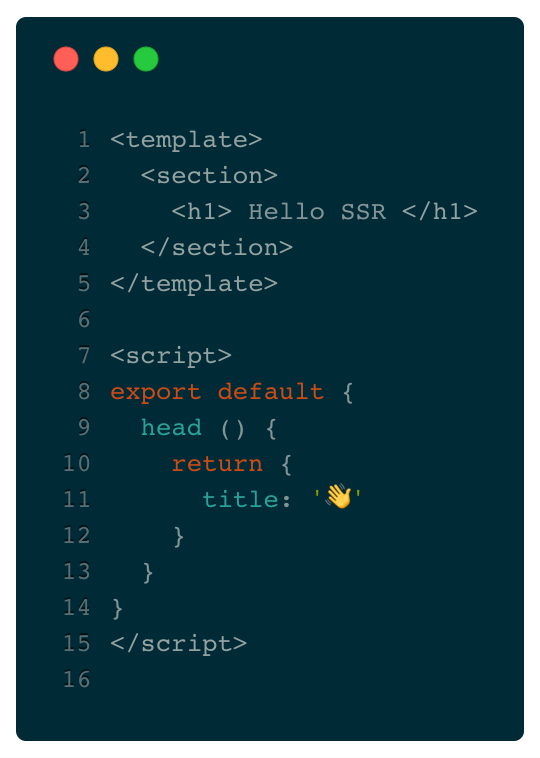 1 <template>
2   <section>
3     <h1> Hello SSR </h1>
4   </section>
5 </template>
6
7 <script>
8 export default {
9   head () {
10     return {
11       title: '👋'
12     }
13   }
14 }
15 </script>
16